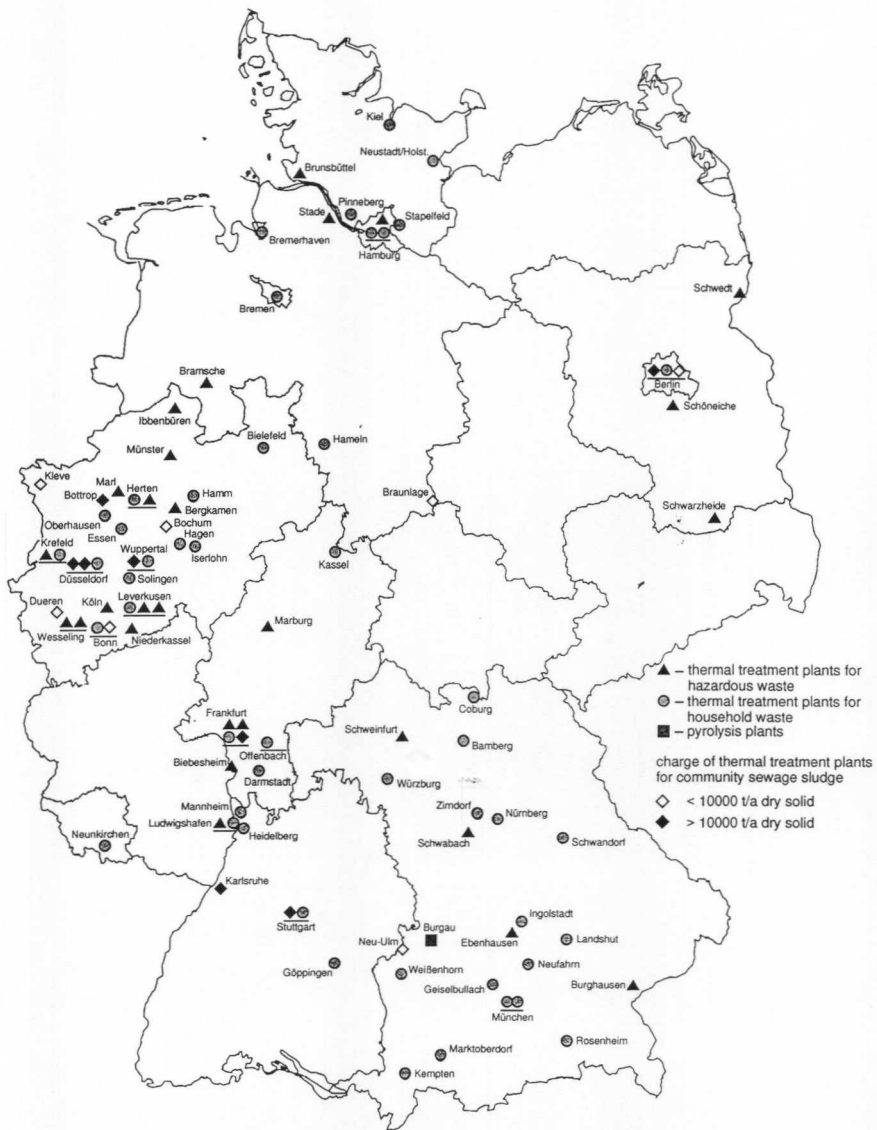 Kiel
Neustadt/Holst.
Brunsbüttel
Pinneberg
Stade
Stapelfeld
Bremerhaven
Hamburg
Schwedt
Bremen
Berlin
Bramsche
Schöneiche
Ibbenbüren
Bielefeld
Hameln
Münster
Kleve
Marl
Herten
Hamm
Braunlage
Bottrop
Bergkamen
Schwarzheide
Oberhausen
Bochum
Essen
Hagen
Krefeld
Wuppertal
Iserlohn
Kassel
Düsseldorf
Solingen
Dueren
Köln
Leverkusen
Marburg
Wesseling
Bonn
Niederkassel
– thermal treatment plants for
hazardous waste
– thermal treatment plants for
household waste
– pyrolysis plants
charge of thermal treatment plants
for community sewage sludge
< 10000 t/a dry solid
> 10000 t/a dry solid
Coburg
Frankfurt
Schweinfurt
Offenbach
Bamberg
Biebesheim
Darmstadt
Würzburg
Mannheim
Zirndorf
Nürnberg
Ludwigshafen
Heidelberg
Schwabach
Schwandorf
Neunkirchen
Karlsruhe
Stuttgart
Burgau
Ingolstadt
Neu-Ulm
Ebenhausen
Landshut
Göppingen
Weißenhorn
Neufahrn
Geiselbullach
Burghausen
München
Marktoberdorf
Rosenheim
Kempten